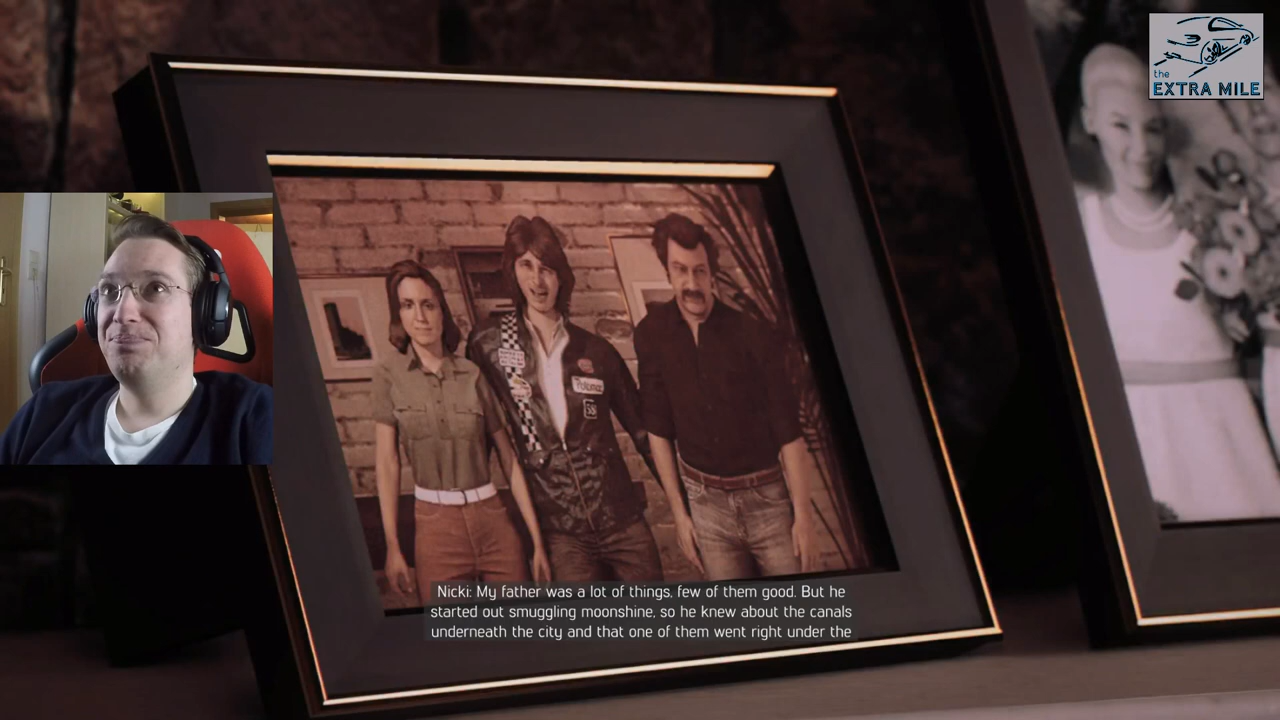 the
EXTRA MILE
Nicki: My father was a lot of things, few of them good. But he
started out smuggling moonshine, so he knew about the canals
underneath the city and that one of them went right under the